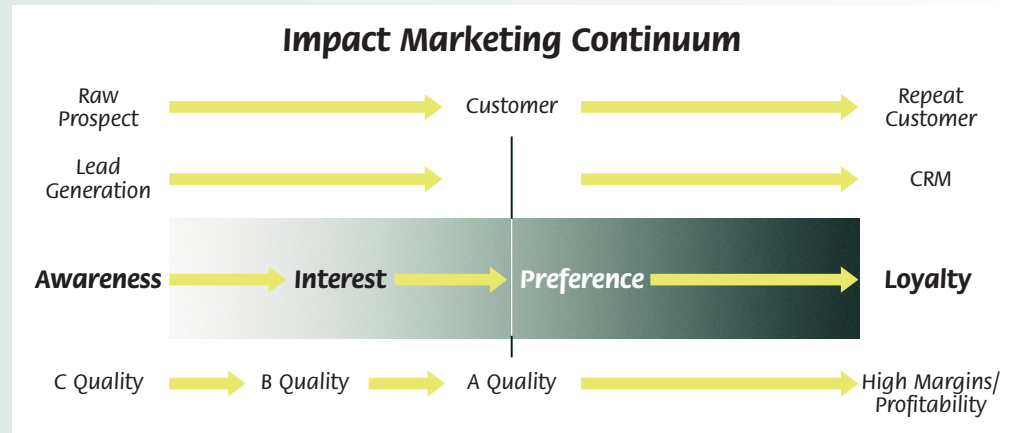 Impact Marketing Continuum
Raw
Prospect
Customer
Repeat
Customer
Lead
Generation
CRM
Awareness
Interest
Preference
Loyalty
C Quality
B Quality
A Quality
High Margins/
Profitability